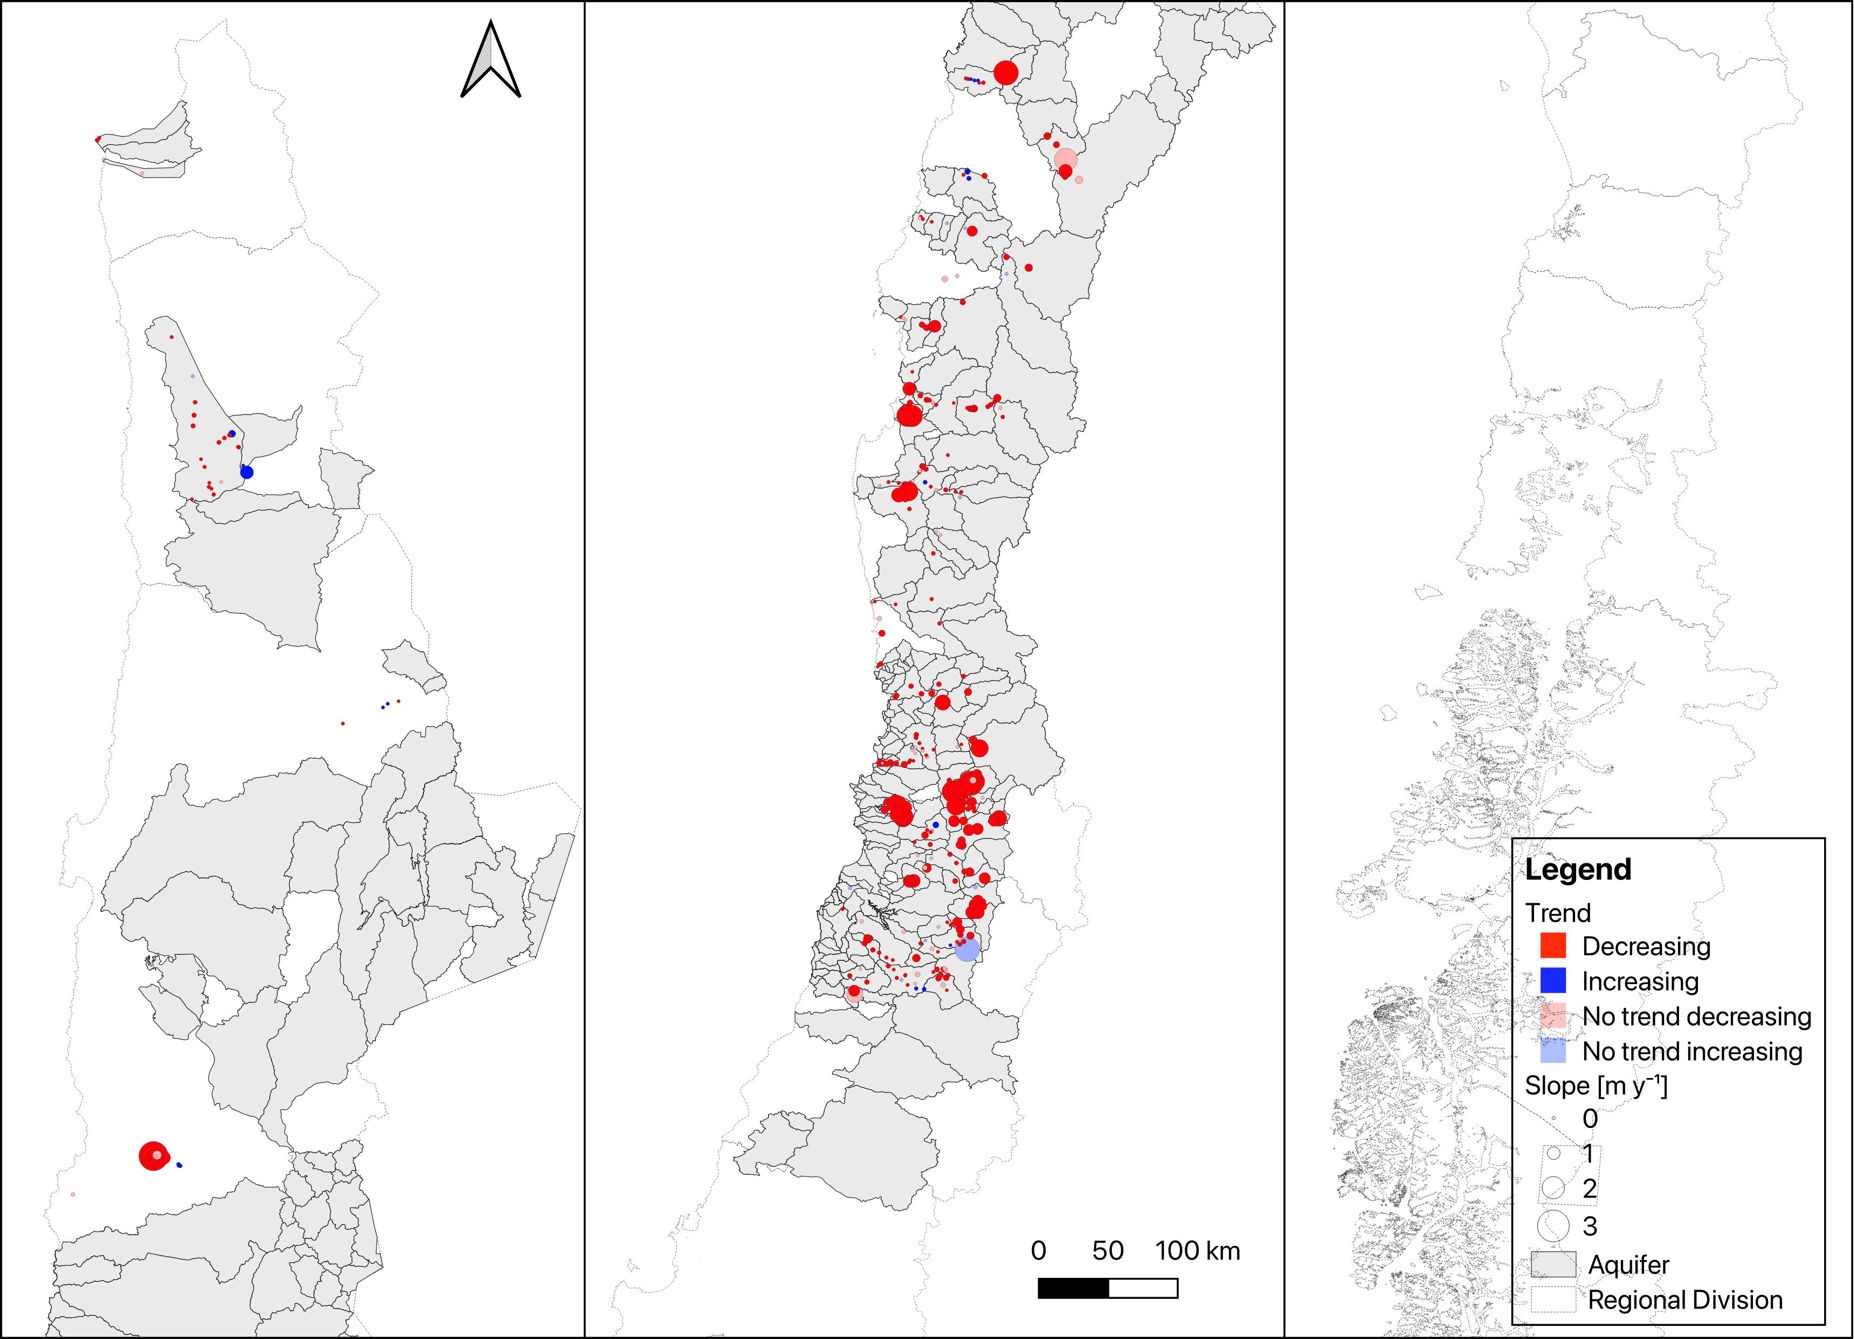 0 50 100 km
Legend
Trend
Decreasing
Increasing
No trend decreasing
No trend increasing
Slope [m y⁻¹]
0
1
2
3
Aquifer
Regional Division